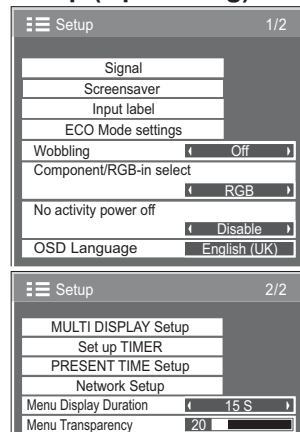 Setup 1/2
Signal
Screensaver
Input label
ECO Mode settings
Wobbling Off
Component/RGB-in select
RGB
No activity power off
Disable
OSD Language English (UK)
Setup 2/2
MULTI DISPLAY Setup
Set up TIMER
PRESENT TIME Setup
Network Setup
Menu Display Duration 15 S
Menu Transparency 20